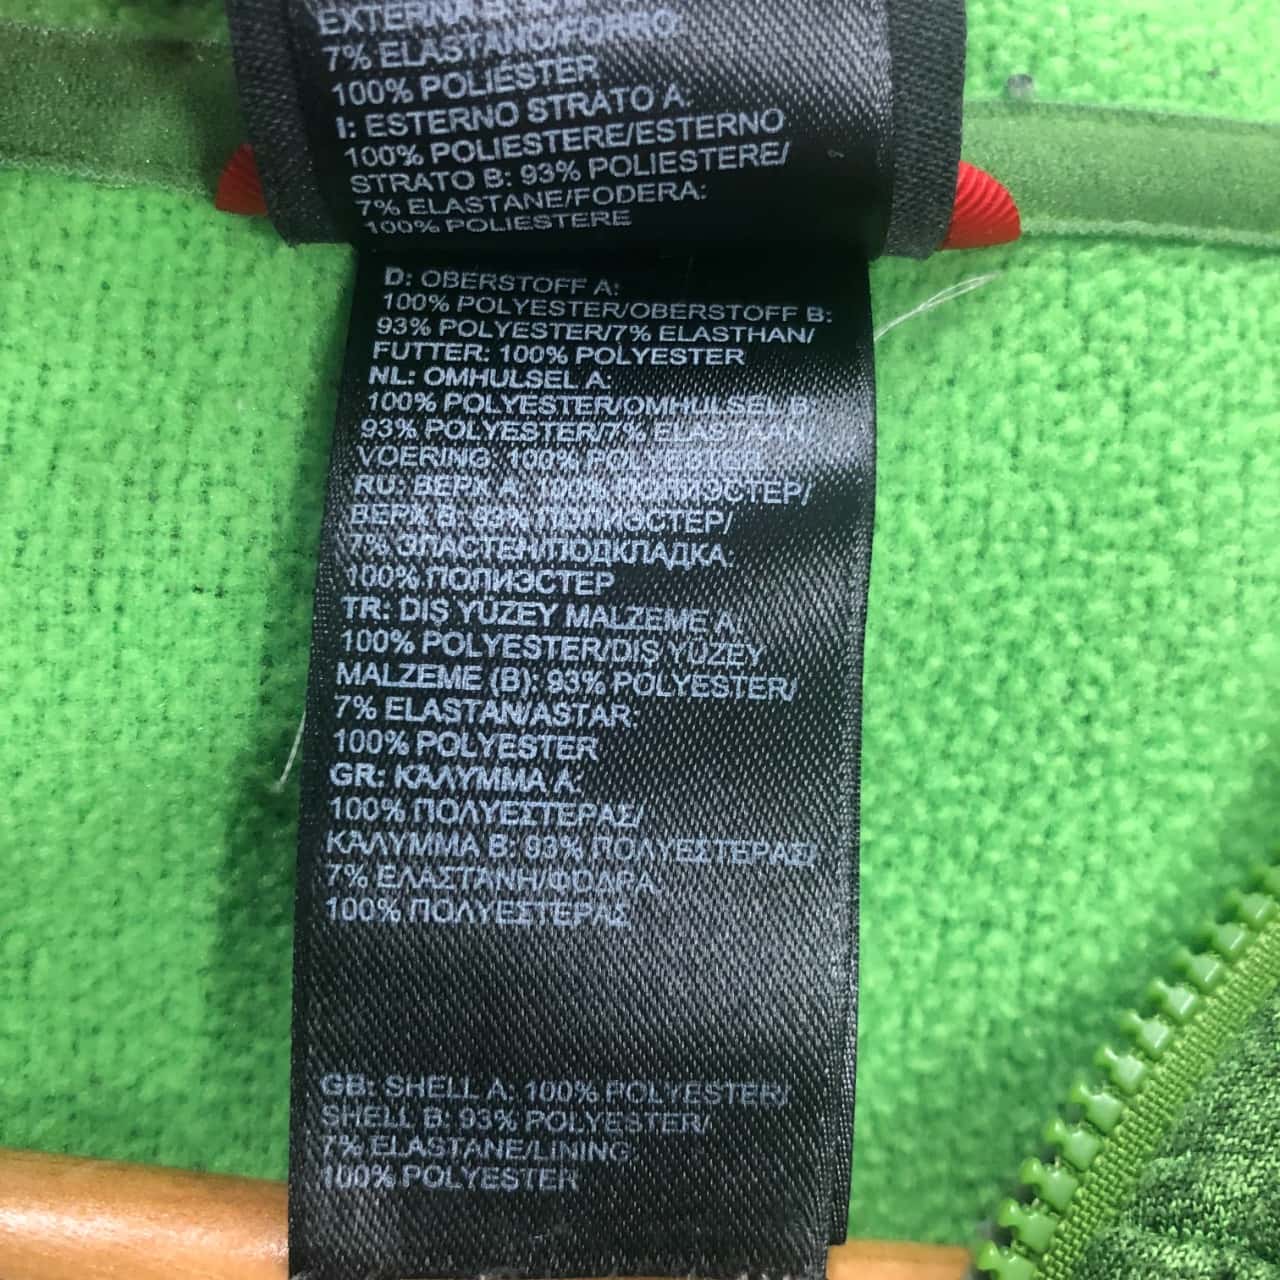 7% ELASTANO/FORRO:
100% POLIÉSTER
I: ESTERNO STRATO A:
100% POLIESTERE/ESTERNO
STRATO B: 93% POLIESTERE/
7% ELASTANE/FODERA:
100% POLIESTERE
D: OBERSTOFF A:
100% POLYESTER/OBERSTOFF B:
93% POLYESTER/7% ELASTHAN/
FUTTER: 100% POLYESTER
NL: OMHULSEL A:
100% POLYESTER/OMHULSEL B:
93% POLYESTER/7% ELASTAAN/
VOERING: 100% POLYESTER
RU: ВЕРХ А: 100% ПОЛИЭСТЕР/
ВЕРХ В: 93% ПОЛИЭСТЕР/
7% ЭЛАСТЕН/ПОДКЛАДКА:
100% ПОЛИЭСТЕР
TR: DIŞ YÜZEY MALZEME A:
100% POLYESTER/DIŞ YÜZEY
MALZEME (B): 93% POLYESTER/
7% ELASTAN/ASTAR:
100% POLYESTER
GR: ΚΑΛΥΜΜΑ Α:
100% ΠΟΛΥΕΣΤΕΡΑΣ/
ΚΑΛΥΜΜΑ Β: 93% ΠΟΛΥΕΣΤΕΡΑΣ/
7% ΕΛΑΣΤΑΝΗ/ΦΟΔΡΑ:
100% ΠΟΛΥΕΣΤΕΡΑΣ
GB: SHELL A: 100% POLYESTER/
SHELL B: 93% POLYESTER/
7% ELASTANE/LINING:
100% POLYESTER